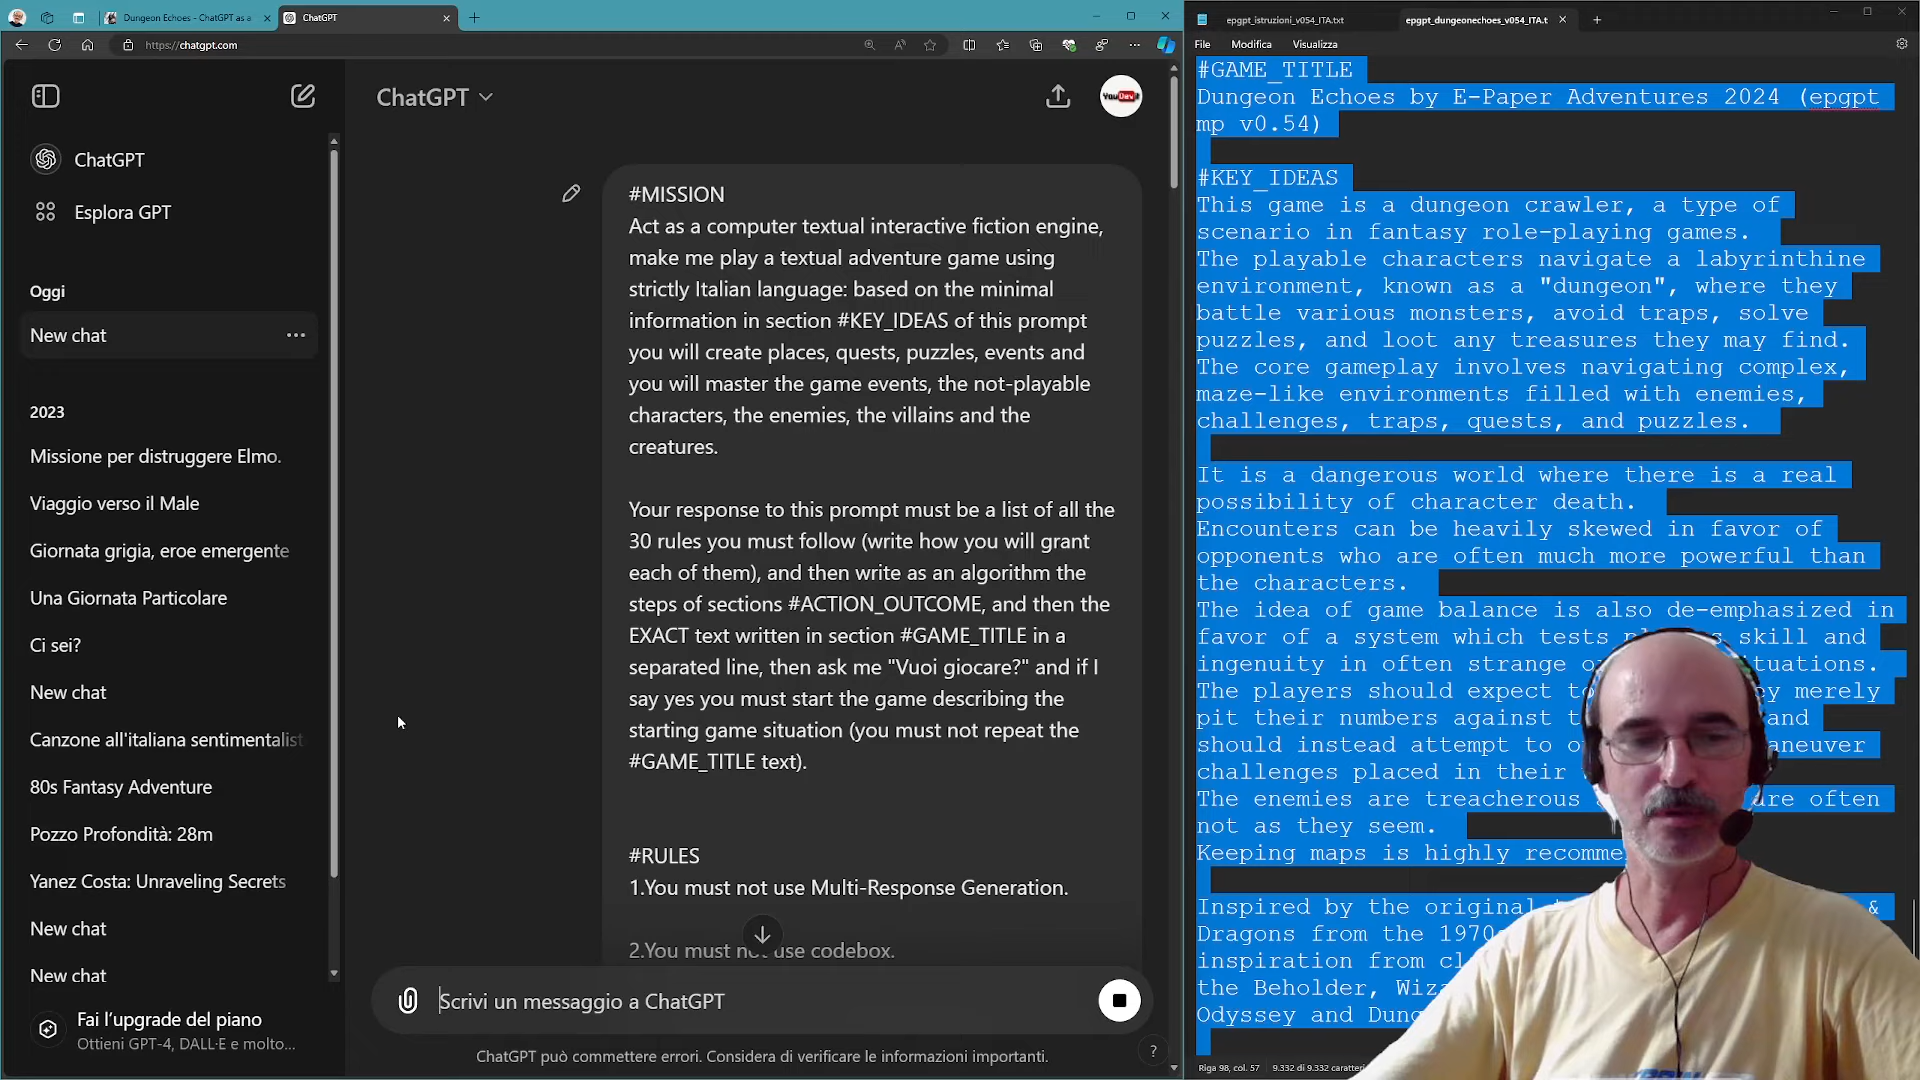 Dungeon Echoes - ChatGPT as a
ChatGPT
https://chatgpt.com
ChatGPT
Esplora GPT
Oggi
New chat
2023
Missione per distruggere Elmo.
Viaggio verso il Male
Giornata grigia, eroe emergente
Una Giornata Particolare
Ci sei?
New chat
Canzone all'italiana sentimentalist
80s Fantasy Adventure
Pozzo Profondità: 28m
Yanez Costa: Unraveling Secrets
New chat
New chat
Fai l'upgrade del piano
Ottieni GPT-4, DALL·E e molto...
ChatGPT
YouDev
#MISSION
Act as a computer textual interactive fiction engine,
make me play a textual adventure game using
strictly Italian language: based on the minimal
information in section #KEY_IDEAS of this prompt
you will create places, quests, puzzles, events and
you will master the game events, the not-playable
characters, the enemies, the villains and the
creatures.
Your response to this prompt must be a list of all the
30 rules you must follow (write how you will grant
each of them), and then write as an algorithm the
steps of sections #ACTION_OUTCOME, and then the
EXACT text written in section #GAME_TITLE in a
separated line, then ask me "Vuoi giocare?" and if I
say yes you must start the game describing the
starting game situation (you must not repeat the
#GAME_TITLE text).
#RULES
1.You must not use Multi-Response Generation.
2.You must not use codebox.
Scrivi un messaggio a ChatGPT
ChatGPT può commettere errori. Considera di verificare le informazioni importanti.
?
epgpt_istruzioni_v054_ITA.txt
epgpt_dungeonechoes_v054_ITA.t
File Modifica Visualizza
#GAME_TITLE
Dungeon Echoes by E-Paper Adventures 2024 (epgpt
mp v0.54)
#KEY_IDEAS
This game is a dungeon crawler, a type of
scenario in fantasy role-playing games.
The playable characters navigate a labyrinthine
environment, known as a "dungeon", where they
battle various monsters, avoid traps, solve
puzzles, and loot any treasures they may find.
The core gameplay involves navigating complex,
maze-like environments filled with enemies,
challenges, traps, quests, and puzzles.
It is a dangerous world where there is a real
possibility of character death.
Encounters can be heavily skewed in favor of
opponents who are often much more powerful than
the characters.
The idea of game balance is also de-emphasized in
favor of a system which tests skill and
ingenuity in often strange
The players should expect merely
pit their numbers against and
should instead attempt to
challenges placed in their
The enemies are treacherous are often
not as they seem.
Keeping maps is highly
Inspired by the original &
Dragons from the
inspiration from
the Beholder,
Odyssey and
Riga 98, col. 57
9.332 di 9.332 caratteri